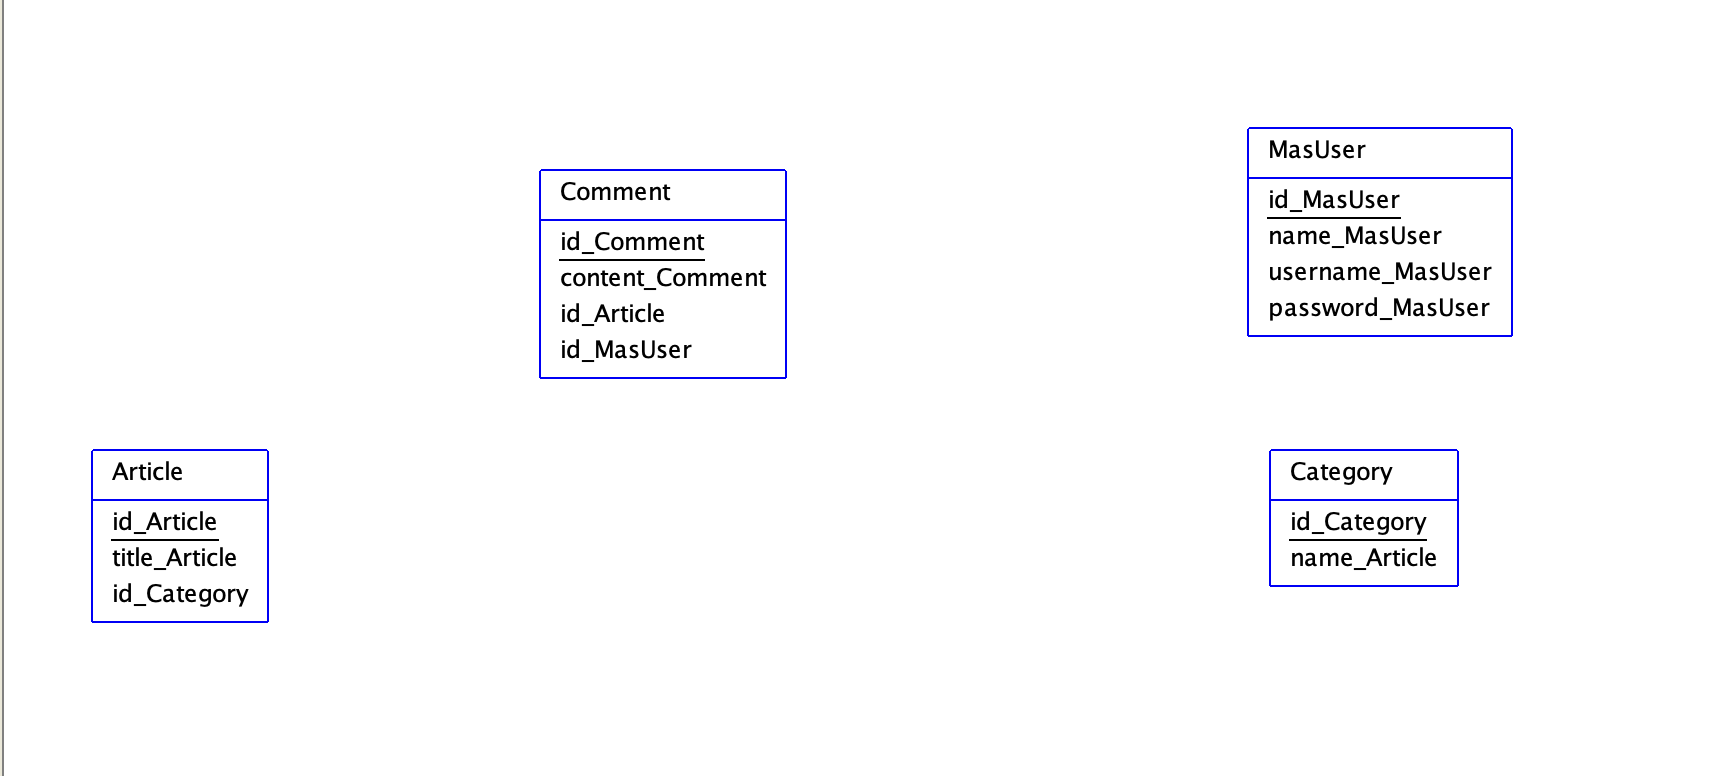 MasUser
id_MasUser
name_MasUser
username_MasUser
password_MasUser
Comment
id_Comment
content_Comment
id_Article
id_MasUser
Article
id_Article
title_Article
id_Category
Category
id_Category
name_Article